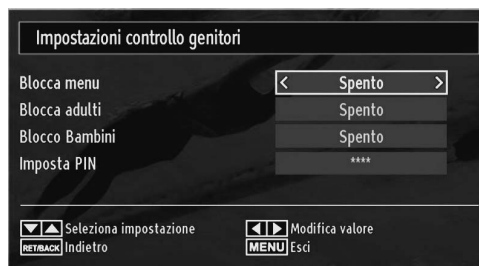 Impostazioni controllo genitori
Blocca menu < Spento >
Blocca adulti Spento
Blocco Bambini Spento
Imposta PIN ****
Seleziona impostazione Modifica valore
RET/BACK Indietro MENU Esci